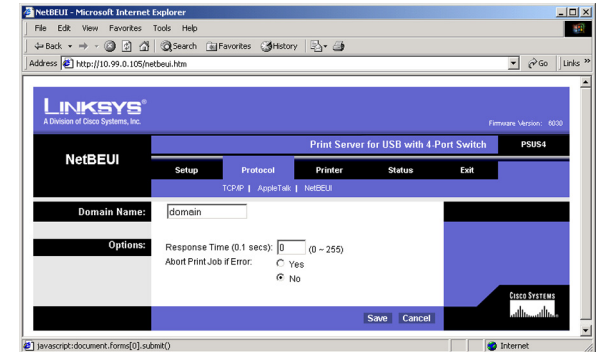 NetBEUI - Microsoft Internet Explorer
File Edit View Favorites Tools Help
Back Search Favorites History
Address http://10.99.0.105/netbeui.htm Go Links »
LINKSYS®
A Division of Cisco Systems, Inc.
Firmware Version: 6030
Print Server for USB with 4-Port Switch PSUS4
NetBEUI
Setup Protocol Printer Status Exit
TCP/IP | AppleTalk | NetBEUI
Domain Name: domain
Options: Response Time (0.1 secs): 0 (0 ~ 255)
Abort Print Job if Error: Yes
No
CISCO SYSTEMS
Save Cancel
javascript:document.forms[0].submit() Internet